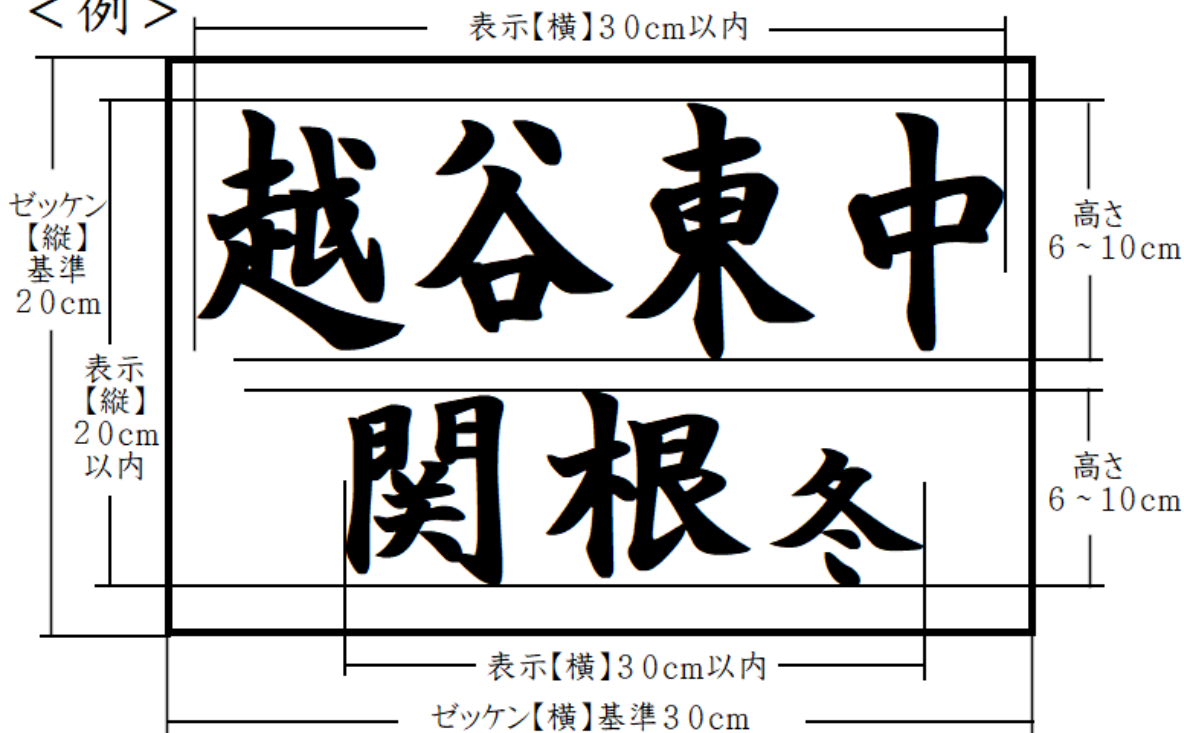 <例>
表示【横】30cm以内
越谷東中
高さ
6~10cm
ゼッケン
【縦】
基準
20cm
表示
【縦】
20cm
以内
関根冬
高さ
6~10cm
表示【横】30cm以内
ゼッケン【横】基準30cm